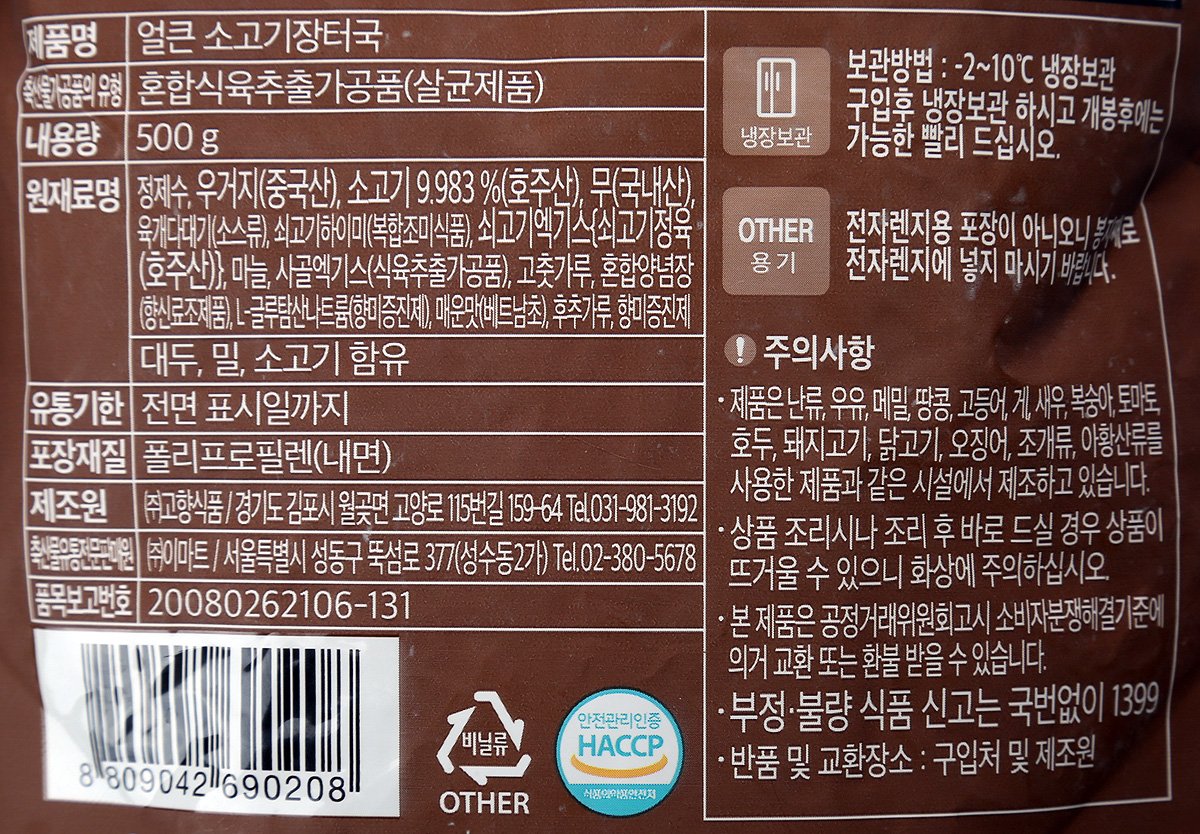 제품명 얼큰 소고기장터국
축산물가공품의 유형 혼합식육추출가공품(살균제품)
내용량 500 g
원재료명 정제수, 우거지(중국산), 소고기 9.983 %(호주산), 무(국내산),
육개다대기(소스류), 쇠고기하이미(복합조미식품), 쇠고기엑기스{쇠고기정육
(호주산)}, 마늘, 사골엑기스(식육추출가공품), 고춧가루, 혼합양념장
(향신료조제품), L-글루탐산나트륨(향미증진제), 매운맛(베트남초), 후추가루, 향미증진제
대두, 밀, 소고기 함유
유통기한 전면 표시일까지
포장재질 폴리프로필렌(내면)
제조원 ㈜고향식품 / 경기도 김포시 월곶면 고양로 115번길 159-64 Tel.031-981-3192
축산물유통전문판매원 ㈜이마트 / 서울특별시 성동구 뚝섬로 377(성수동2가) Tel.02-380-5678
품목보고번호 20080262106-131
8 809042 690208
비닐류
OTHER
안전관리인증
HACCP
식품의약품안전처
냉장보관
보관방법 : -2~10℃ 냉장보관
구입후 냉장보관 하시고 개봉후에는
가능한 빨리 드십시오.
OTHER
용기
전자렌지용 포장이 아니오니 봉지째로
전자렌지에 넣지 마시기 바랍니다.
! 주의사항
· 제품은 난류, 우유, 메밀, 땅콩, 고등어, 게, 새우, 복숭아, 토마토,
호두, 돼지고기, 닭고기, 오징어, 조개류, 아황산류를
사용한 제품과 같은 시설에서 제조하고 있습니다.
· 상품 조리시나 조리 후 바로 드실 경우 상품이
뜨거울 수 있으니 화상에 주의하십시오.
· 본 제품은 공정거래위원회고시 소비자분쟁해결기준에
의거 교환 또는 환불 받을 수 있습니다.
· 부정·불량 식품 신고는 국번없이 1399
· 반품 및 교환장소 : 구입처 및 제조원